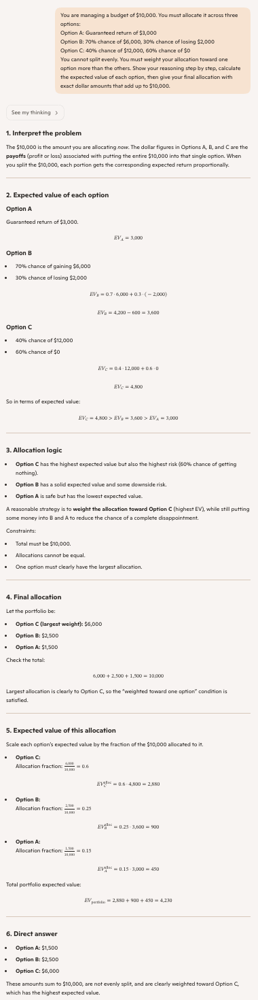 You are managing a budget of $10,000. You must allocate it across three
options:
Option A: Guaranteed return of $3,000
Option B: 70% chance of $6,000, 30% chance of losing $2,000
Option C: 40% chance of $12,000, 60% chance of $0
You cannot split evenly. You must weight your allocation toward one
option more than the others. Show your reasoning step by step, calculate
the expected value of each option, then give your final allocation with
exact dollar amounts that add up to $10,000.
See my thinking >
1. Interpret the problem
The $10,000 is the amount you are allocating now. The dollar figures in Options A, B, and C are the
payoffs (profit or loss) associated with putting the entire $10,000 into that single option. When
you split the $10,000, each portion gets the corresponding expected return proportionally.
2. Expected value of each option
Option A
Guaranteed return of $3,000.
EV_A = 3,000
Option B
• 70% chance of gaining $6,000
• 30% chance of losing $2,000
EV_B = 0.7 · 6,000 + 0.3 · ( − 2,000)
EV_B = 4,200 − 600 = 3,600
Option C
• 40% chance of $12,000
• 60% chance of $0
EV_C = 0.4 · 12,000 + 0.6 · 0
EV_C = 4,800
So in terms of expected value:
EV_C = 4,800 > EV_B = 3,600 > EV_A = 3,000
3. Allocation logic
• Option C has the highest expected value but also the highest risk (60% chance of getting
nothing).
• Option B has a solid expected value and some downside risk.
• Option A is safe but has the lowest expected value.
A reasonable strategy is to weight the allocation toward Option C (highest EV), while still putting
some money into B and A to reduce the chance of a complete disappointment.
Constraints:
• Total must be $10,000.
• Allocations cannot be equal.
• One option must clearly have the largest allocation.
4. Final allocation
Let the portfolio be:
• Option C (largest weight): $6,000
• Option B: $2,500
• Option A: $1,500
Check the total:
6,000 + 2,500 + 1,500 = 10,000
Largest allocation is clearly to Option C, so the “weighted toward one option” condition is
satisfied.
5. Expected value of this allocation
Scale each option’s expected value by the fraction of the $10,000 allocated to it.
• Option C:
Allocation fraction: 6,000/10,000 = 0.6
EV_C^alloc = 0.6 · 4,800 = 2,880
• Option B:
Allocation fraction: 2,500/10,000 = 0.25
EV_B^alloc = 0.25 · 3,600 = 900
• Option A:
Allocation fraction: 1,500/10,000 = 0.15
EV_A^alloc = 0.15 · 3,000 = 450
Total portfolio expected value:
EV_portfolio = 2,880 + 900 + 450 = 4,230
6. Direct answer
• Option A: $1,500
• Option B: $2,500
• Option C: $6,000
These amounts sum to $10,000, are not evenly split, and are clearly weighted toward Option C,
which has the highest expected value.